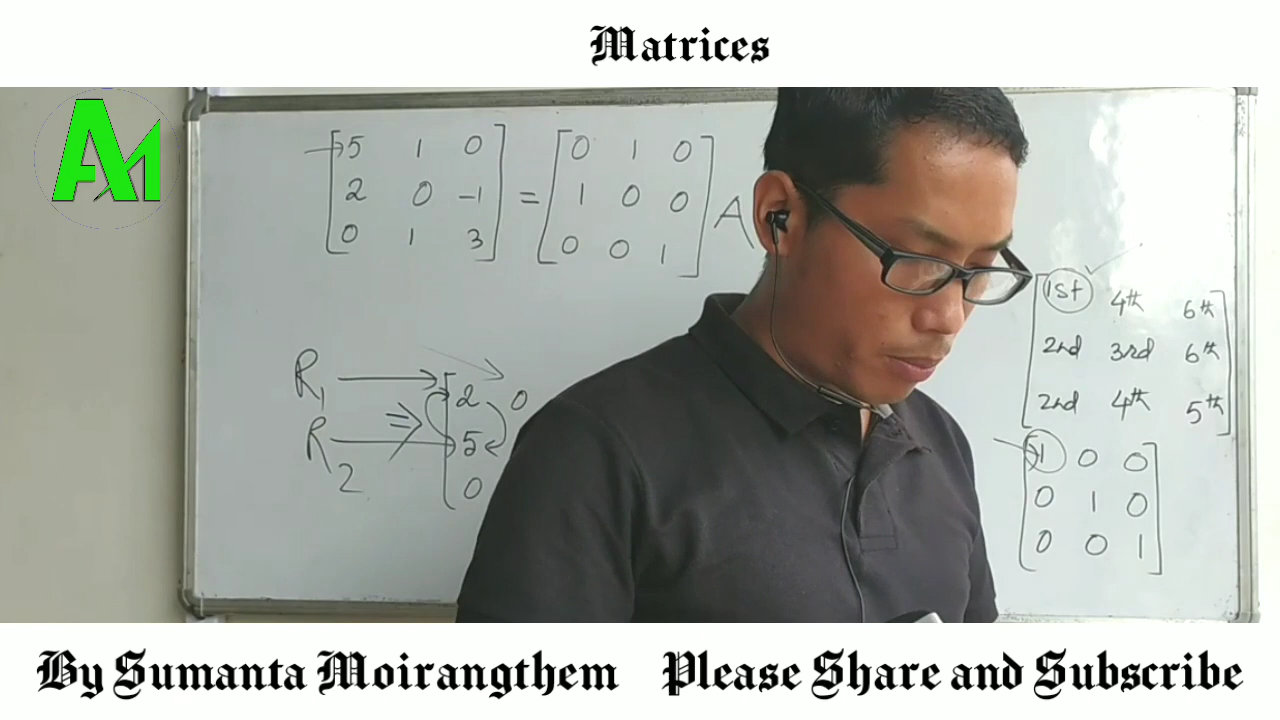 Matrices
AM
5 1 0 0 1 0
2 0 -1 = 1 0 0 A
0 1 3 0 0 1
R1 2 0
R2 ⇒ 5
0
1st 4th 6th
2nd 3rd 6th
2nd 4th 5th
1 0 0
0 1 0
0 0 1
By Sumanta Moirangthem Please Share and Subscribe